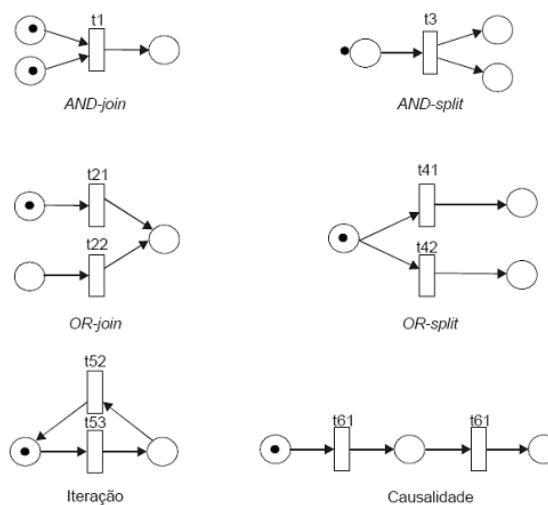 t1
t3
AND-join
AND-split
t21
t41
t22
t42
OR-join
OR-split
t52
t53
t61
t61
Iteração
Causalidade